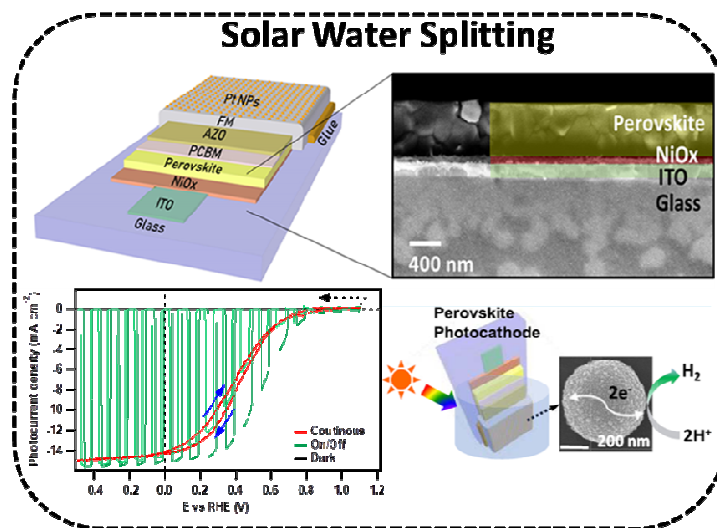 Solar Water Splitting
Pt NPs
FM
AZO
PCBM
Perovskite
NiOx
ITO
Glass
Glue
Perovskite
NiOx
ITO
Glass
400 nm
Photocurrent density (mA cm⁻²)
0
-2
-4
-6
-8
-10
-12
-14
0.4
0.2
0.0
0.2
0.4
0.6
0.8
1.0
1.2
E vs RHE (V)
Coutinous
On/Off
Dark
Perovskite
Photocathode
2e⁻
200 nm
H₂
2H⁺